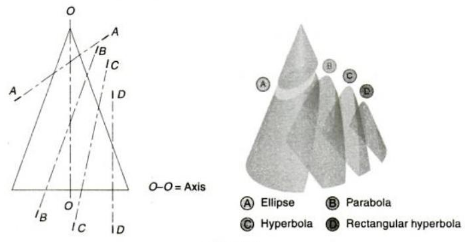 O
A
B
C
A
D
O
O–O = Axis
B
C
D
A
B
C
D
A Ellipse
B Parabola
C Hyperbola
D Rectangular hyperbola